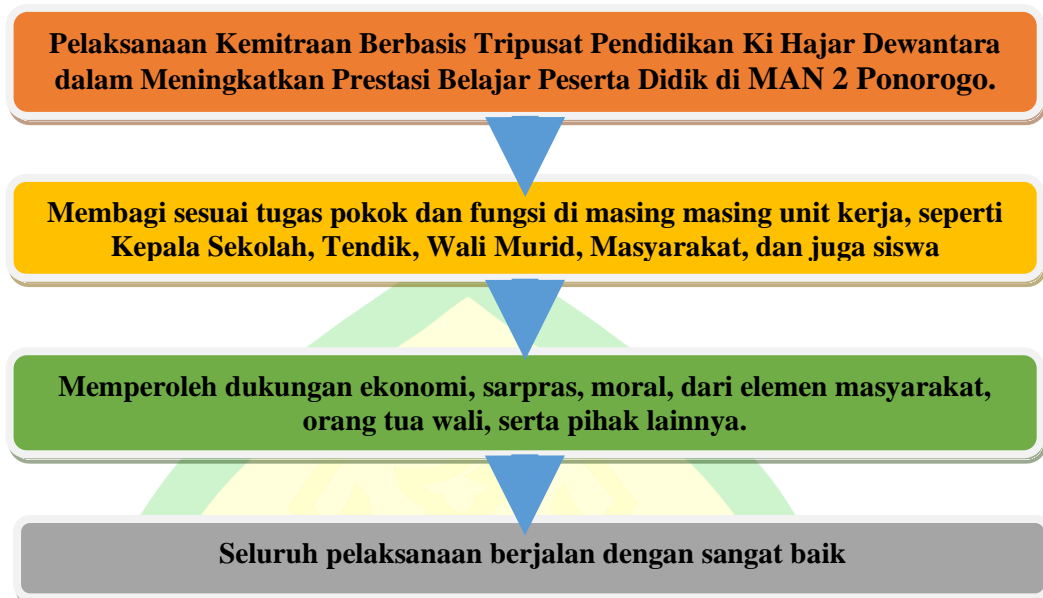 Pelaksanaan Kemitraan Berbasis Tripusat Pendidikan Ki Hajar Dewantara
dalam Meningkatkan Prestasi Belajar Peserta Didik di MAN 2 Ponorogo.
Membagi sesuai tugas pokok dan fungsi di masing masing unit kerja, seperti
Kepala Sekolah, Tendik, Wali Murid, Masyarakat, dan juga siswa
Memperoleh dukungan ekonomi, sarpras, moral, dari elemen masyarakat,
orang tua wali, serta pihak lainnya.
Seluruh pelaksanaan berjalan dengan sangat baik